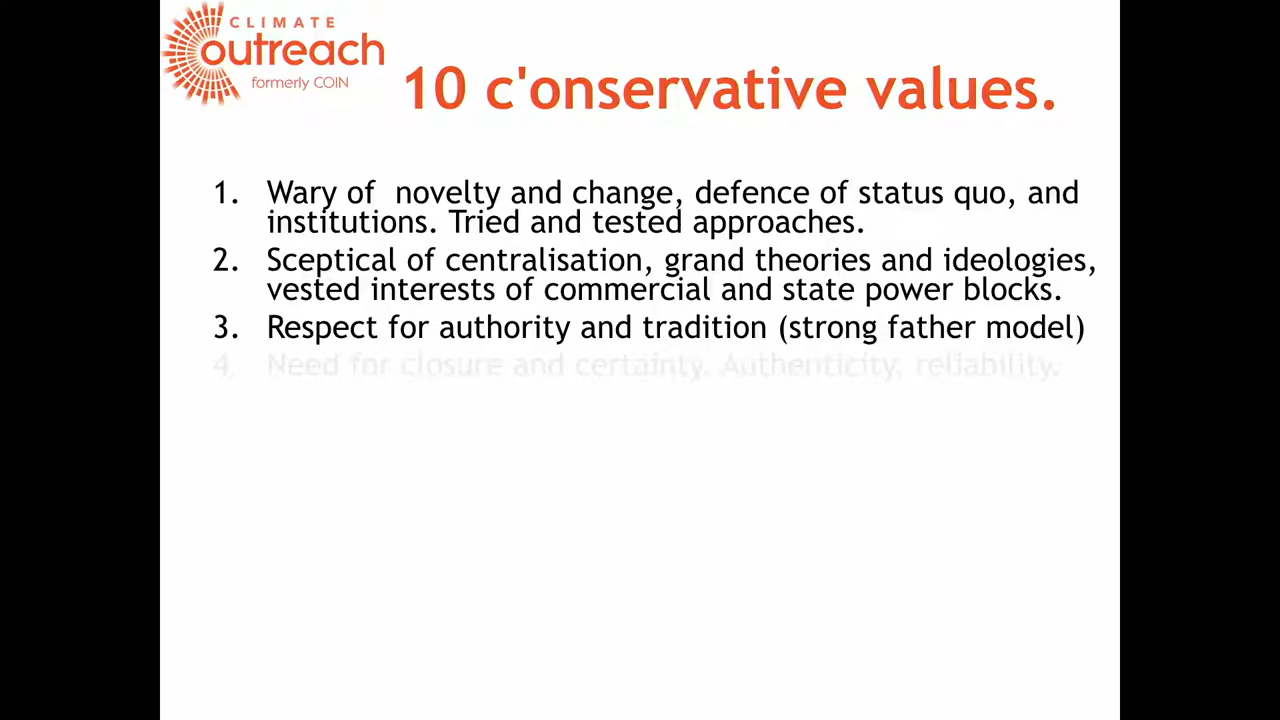 CLIMATE
outreach
formerly COIN
10 c'onservative values.
1. Wary of  novelty and change, defence of status quo, and
institutions. Tried and tested approaches.
2. Sceptical of centralisation, grand theories and ideologies,
vested interests of commercial and state power blocks.
3. Respect for authority and tradition (strong father model)
4. Need for closure and certainty. Authenticity, reliability.